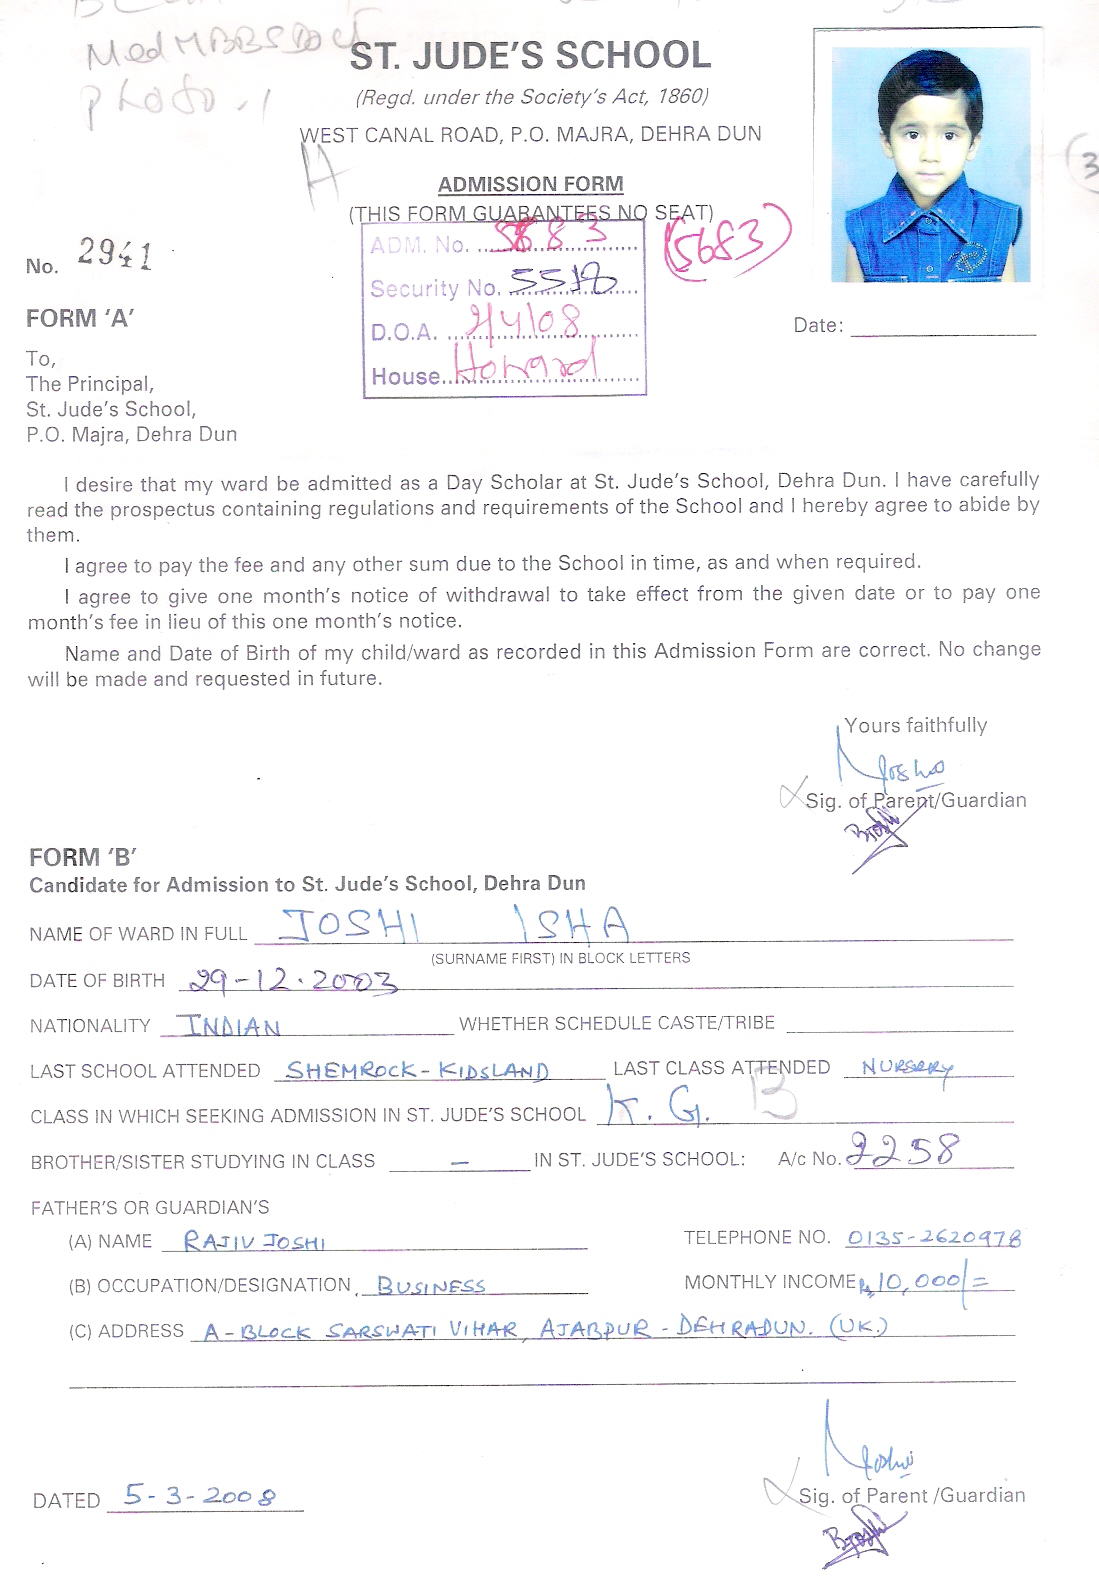 Med MBBS Doct
Photo.
ST. JUDE'S SCHOOL
(Regd. under the Society's Act, 1860)
WEST CANAL ROAD, P.O. MAJRA, DEHRA DUN
A
(3
ADMISSION FORM
(THIS FORM GUARANTEES NO SEAT)
ADM. No. 5683 (5683)
No. 2941
Security No. 5518
D.O.A. 2/4/08
House Howard
FORM 'A'
Date:
To,
The Principal,
St. Jude's School,
P.O. Majra, Dehra Dun
I desire that my ward be admitted as a Day Scholar at St. Jude's School, Dehra Dun. I have carefully
read the prospectus containing regulations and requirements of the School and I hereby agree to abide by
them.
I agree to pay the fee and any other sum due to the School in time, as and when required.
I agree to give one month's notice of withdrawal to take effect from the given date or to pay one
month's fee in lieu of this one month's notice.
Name and Date of Birth of my child/ward as recorded in this Admission Form are correct. No change
will be made and requested in future.
Yours faithfully
Sig. of Parent/Guardian
BJoshi
FORM 'B'
Candidate for Admission to St. Jude's School, Dehra Dun
NAME OF WARD IN FULL JOSHI ISHA
(SURNAME FIRST) IN BLOCK LETTERS
DATE OF BIRTH 29-12.2003
NATIONALITY INDIAN WHETHER SCHEDULE CASTE/TRIBE
LAST SCHOOL ATTENDED SHEMROCK-KIDSLAND LAST CLASS ATTENDED NURSERY
CLASS IN WHICH SEEKING ADMISSION IN ST. JUDE'S SCHOOL K.G. B
BROTHER/SISTER STUDYING IN CLASS – IN ST. JUDE'S SCHOOL: A/c No. 2258
FATHER'S OR GUARDIAN'S
(A) NAME RAJIV JOSHI TELEPHONE NO. 0135-2620978
(B) OCCUPATION/DESIGNATION BUSINESS MONTHLY INCOME Rs 10,000/=
(C) ADDRESS A-BLOCK SARSWATI VIHAR, AJABPUR - DEHRADUN. (UK.)
DATED 5-3-2008
Sig. of Parent /Guardian
BJoshi